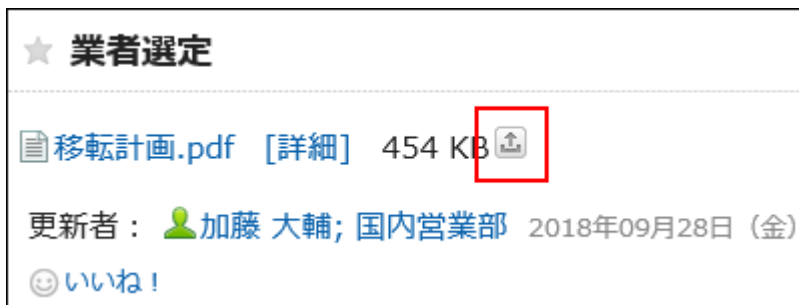 業者選定
移転計画.pdf [詳細] 454 KB
更新者： 加藤 大輔; 国内営業部 2018年09月28日（金）
いいね！